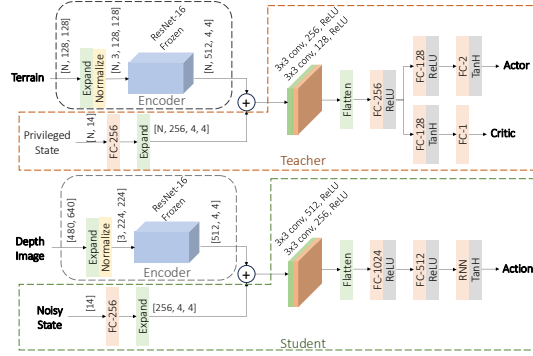 Terrain
[N, 128, 128]
Expand
Normalize
[N, 3, 128, 128]
ResNet-16
Frozen
[N, 512, 4, 4]
Encoder
Privileged
State
[N, 14]
FC-256
Expand
[N, 256, 4, 4]
+
3x3 conv, 256, ReLU
3x3 conv, 128, ReLU
Flatten
FC-256
ReLU
FC-128
ReLU
FC-2
TanH
Actor
FC-128
TanH
FC-1
Critic
Teacher
Depth
Image
[480, 640]
Expand
Normalize
[3, 224, 224]
ResNet-16
Frozen
[512, 4, 4]
Encoder
Noisy
State
[14]
FC-256
Expand
[256, 4, 4]
+
3x3 conv, 512, ReLU
3x3 conv, 256, ReLU
Flatten
FC-1024
ReLU
FC-512
ReLU
RNN
TanH
Action
Student